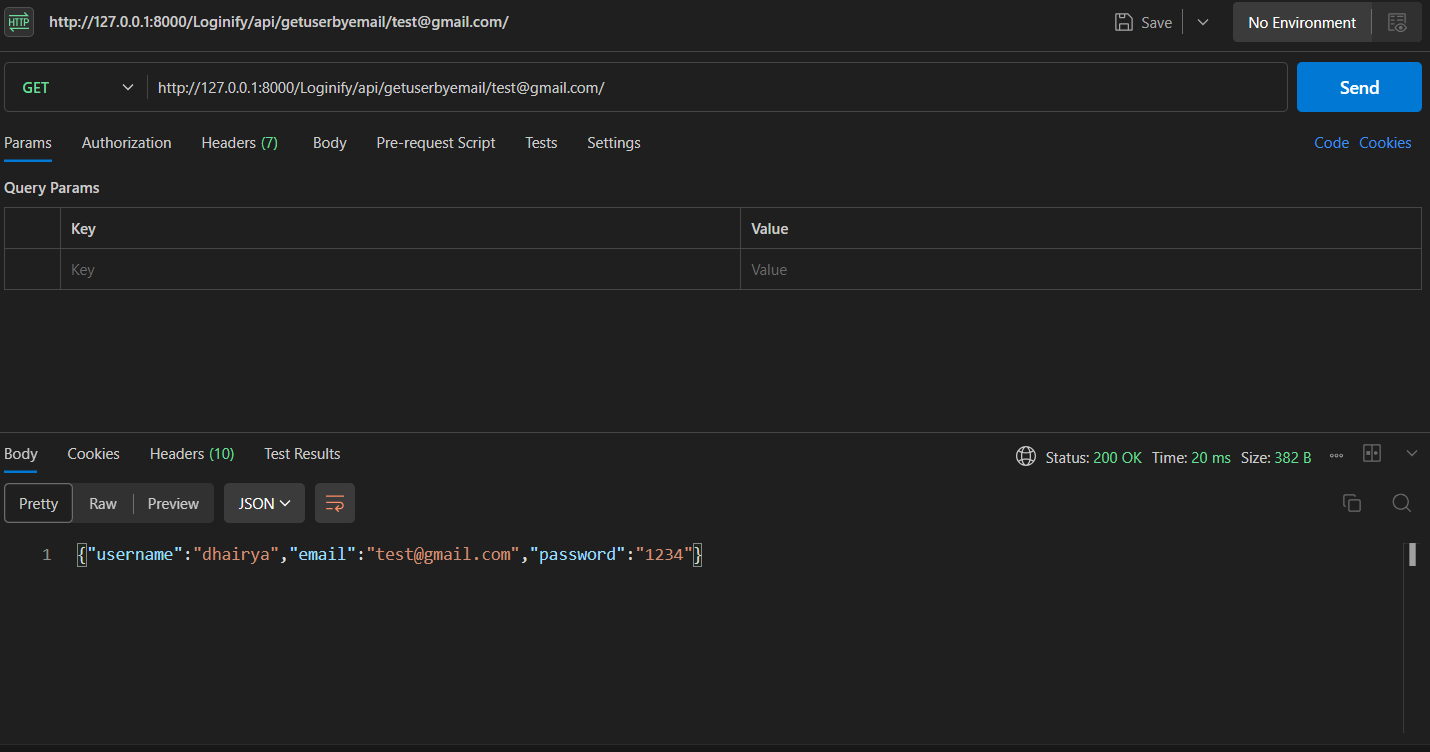 HTTP http://127.0.0.1:8000/Loginify/api/getuserbyemail/test@gmail.com/ Save No Environment
GET http://127.0.0.1:8000/Loginify/api/getuserbyemail/test@gmail.com/ Send
Params Authorization Headers (7) Body Pre-request Script Tests Settings Code Cookies
Query Params
Key Value
Key Value
Body Cookies Headers (10) Test Results Status: 200 OK Time: 20 ms Size: 382 B
Pretty Raw Preview JSON
1 {"username":"dhairya","email":"test@gmail.com","password":"1234"}